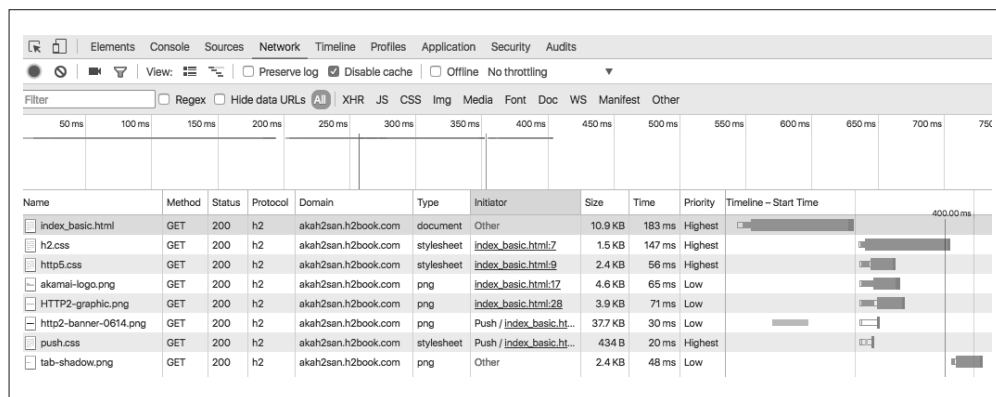 Elements Console Sources Network Timeline Profiles Application Security Audits
View: Preserve log Disable cache Offline No throttling
Filter Regex Hide data URLs All XHR JS CSS Img Media Font Doc WS Manifest Other
50 ms 100 ms 150 ms 200 ms 250 ms 300 ms 350 ms 400 ms 450 ms 500 ms 550 ms 600 ms 650 ms 700 ms 750
Name Method Status Protocol Domain Type Initiator Size Time Priority Timeline – Start Time
400.00 ms
index_basic.html GET 200 h2 akah2san.h2book.com document Other 10.9 KB 183 ms Highest
h2.css GET 200 h2 akah2san.h2book.com stylesheet index_basic.html:7 1.5 KB 147 ms Highest
http5.css GET 200 h2 akah2san.h2book.com stylesheet index_basic.html:9 2.4 KB 56 ms Highest
akamai-logo.png GET 200 h2 akah2san.h2book.com png index_basic.html:17 4.6 KB 65 ms Low
HTTP2-graphic.png GET 200 h2 akah2san.h2book.com png index_basic.html:28 3.9 KB 71 ms Low
http2-banner-0614.png GET 200 h2 akah2san.h2book.com png Push / index_basic.ht... 37.7 KB 30 ms Low
push.css GET 200 h2 akah2san.h2book.com stylesheet Push / index_basic.ht... 434 B 20 ms Highest
tab-shadow.png GET 200 h2 akah2san.h2book.com png Other 2.4 KB 48 ms Low